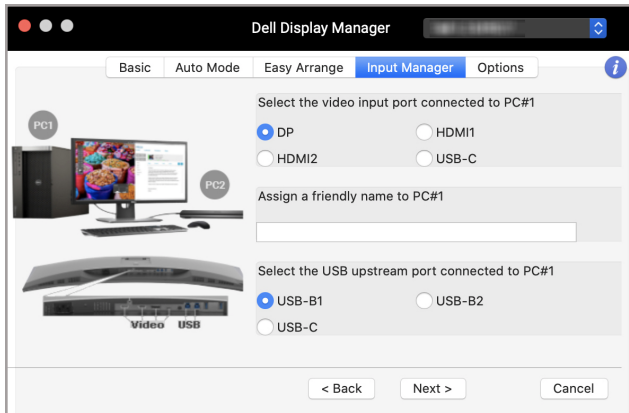 Dell Display Manager
Basic Auto Mode Easy Arrange Input Manager Options i
Select the video input port connected to PC#1
DP HDMI1
HDMI2 USB-C
PC1
PC2
Assign a friendly name to PC#1
Select the USB upstream port connected to PC#1
USB-B1 USB-B2
USB-C
Video USB
< Back Next > Cancel